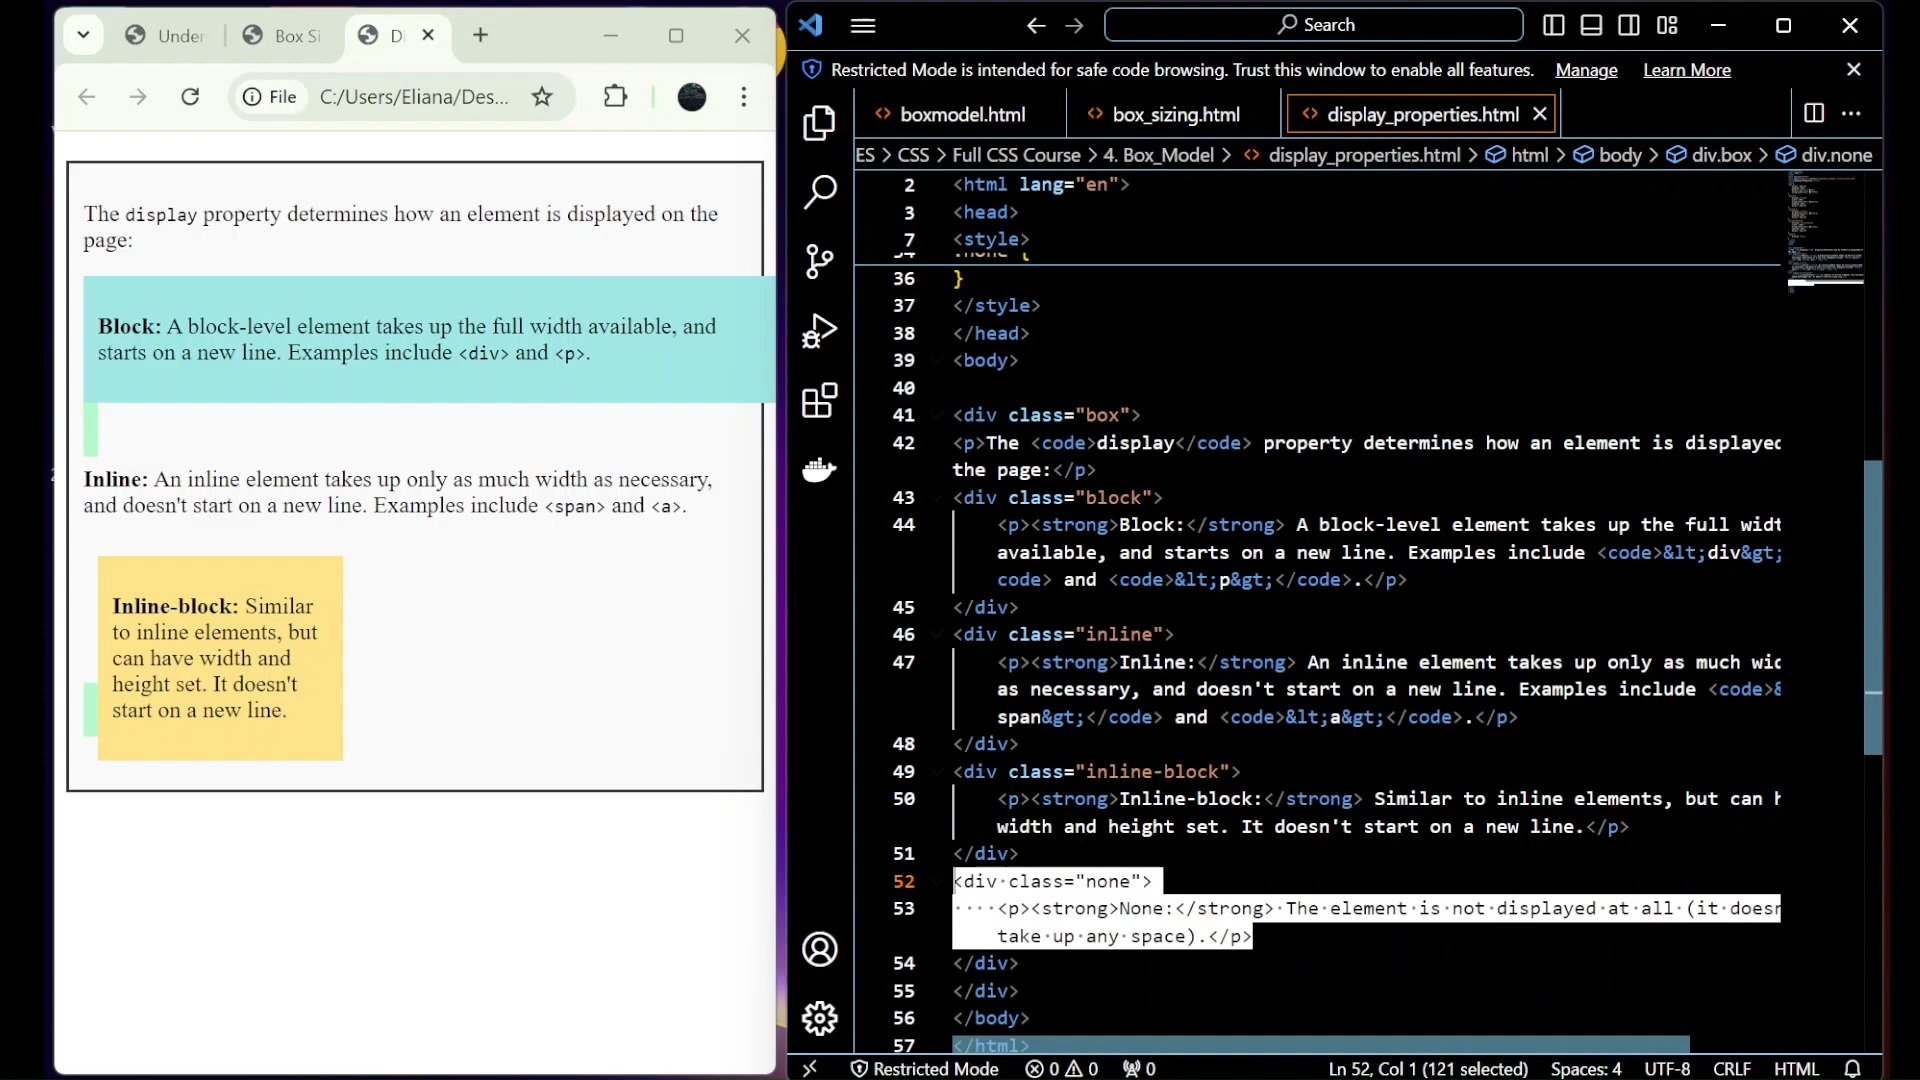 Under
Box Si
D
File
C:/Users/Eliana/Des...
The display property determines how an element is displayed on the
page:
Block: A block-level element takes up the full width available, and
starts on a new line. Examples include <div> and <p>.
Inline: An inline element takes up only as much width as necessary,
and doesn't start on a new line. Examples include <span> and <a>.
Inline-block: Similar
to inline elements, but
can have width and
height set. It doesn't
start on a new line.
Search
Restricted Mode is intended for safe code browsing. Trust this window to enable all features. Manage Learn More
boxmodel.html
box_sizing.html
display_properties.html
ES > CSS > Full CSS Course > 4. Box_Model > display_properties.html > html > body > div.box > div.none
2 <html lang="en">
3 <head>
7 <style>
36 }
37 </style>
38 </head>
39 <body>
40
41 <div class="box">
42 <p>The <code>display</code> property determines how an element is displayed
the page:</p>
43 <div class="block">
44 <p><strong>Block:</strong> A block-level element takes up the full widt
available, and starts on a new line. Examples include <code>&lt;div&gt;
code> and <code>&lt;p&gt;</code>.</p>
45 </div>
46 <div class="inline">
47 <p><strong>Inline:</strong> An inline element takes up only as much wid
as necessary, and doesn't start on a new line. Examples include <code>&
span&gt;</code> and <code>&lt;a&gt;</code>.</p>
48 </div>
49 <div class="inline-block">
50 <p><strong>Inline-block:</strong> Similar to inline elements, but can h
width and height set. It doesn't start on a new line.</p>
51 </div>
52 <div class="none">
53 <p><strong>None:</strong> The element is not displayed at all (it doesn
take up any space).</p>
54 </div>
55 </div>
56 </body>
57 </html>
Restricted Mode
0 0
0
Ln 52, Col 1 (121 selected)
Spaces: 4
UTF-8
CRLF
HTML